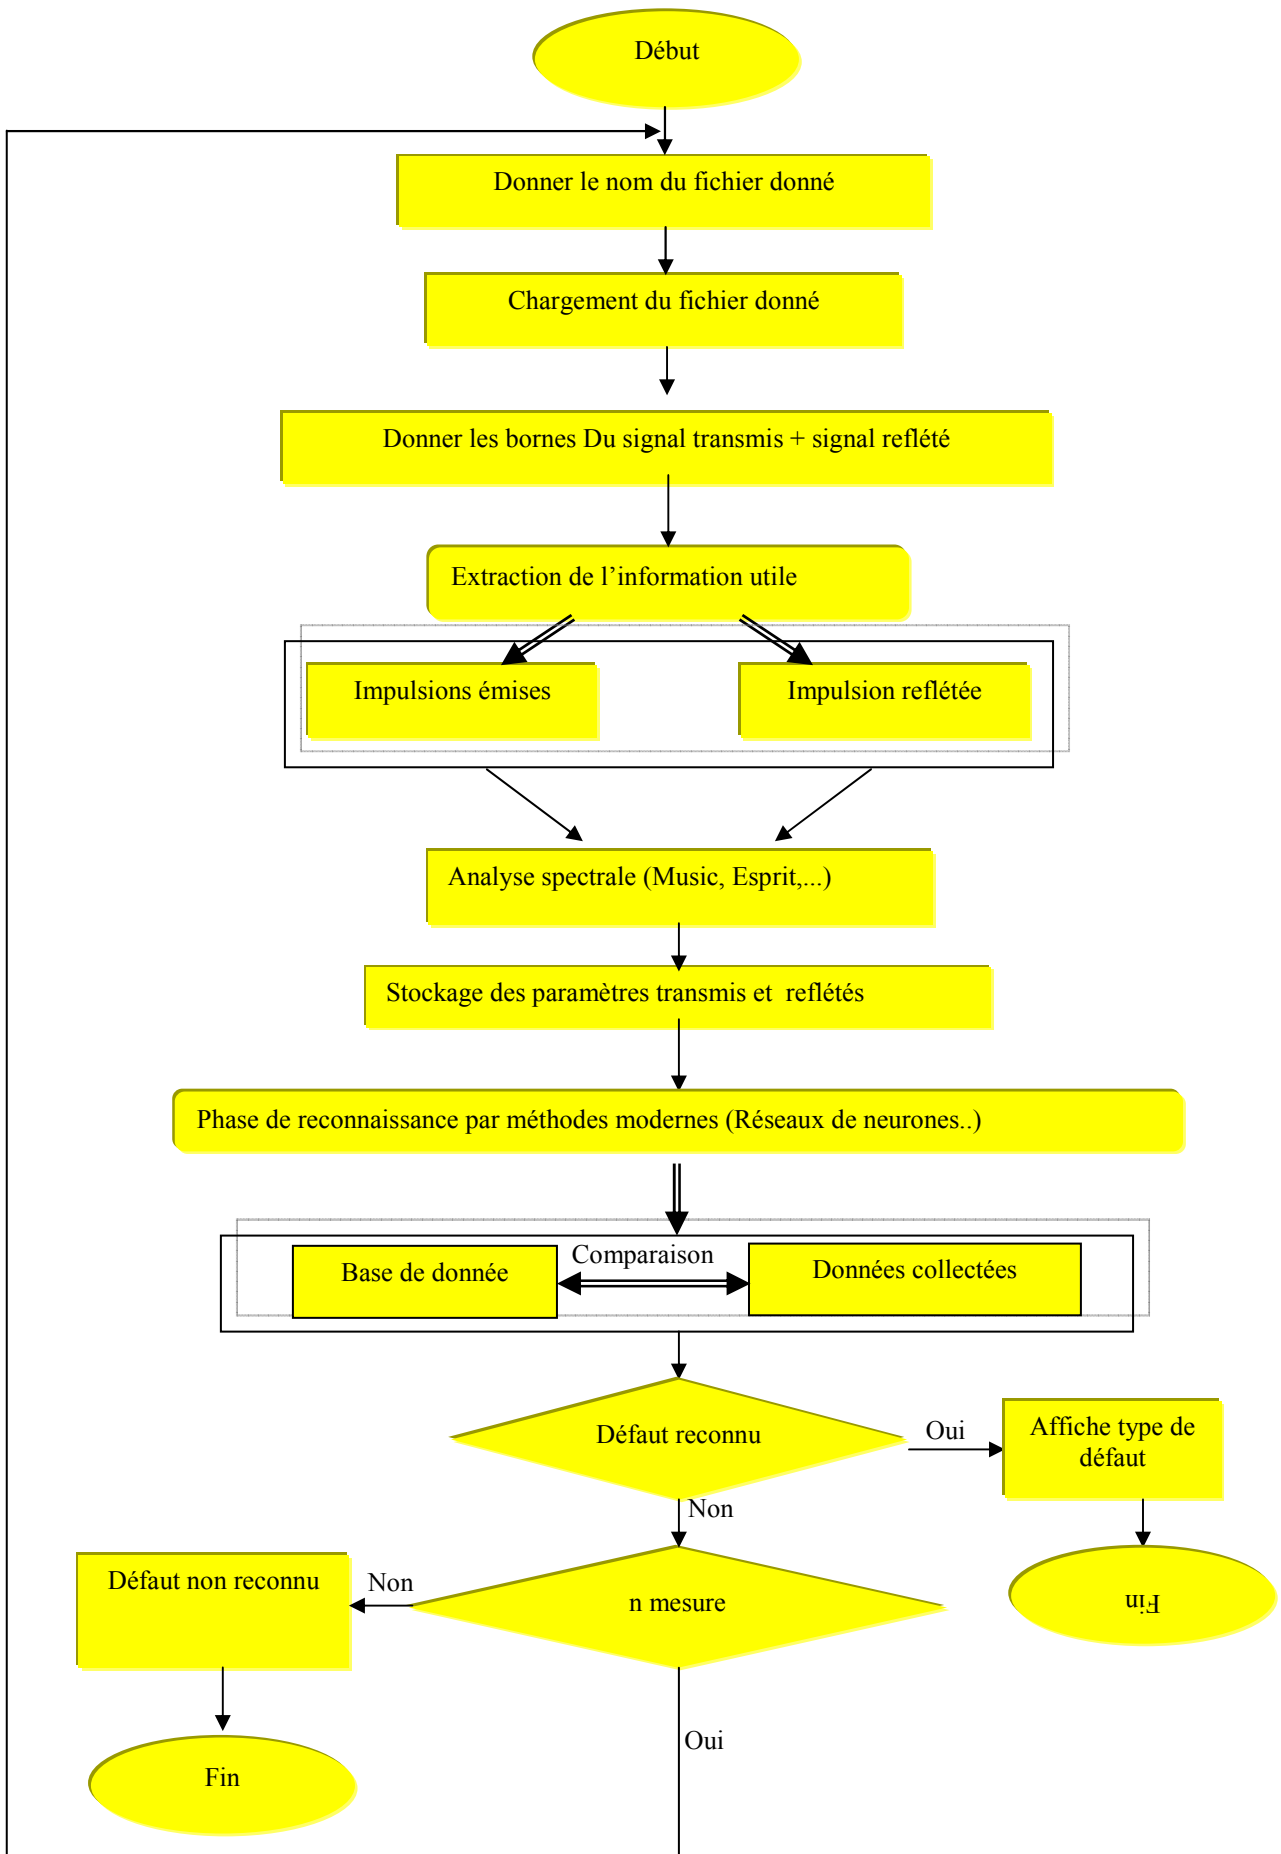 Début
Donner le nom du fichier donné
Chargement du fichier donné
Donner les bornes Du signal transmis + signal reflété
Extraction de l’information utile
Impulsions émises
Impulsion reflétée
Analyse spectrale (Music, Esprit,...)
Stockage des paramètres transmis et reflétés
Phase de reconnaissance par méthodes modernes (Réseaux de neurones..)
Base de donnée
Comparaison
Données collectées
Défaut reconnu
Oui
Affiche type de
défaut
Non
Fin
Défaut non reconnu
Non
n mesure
Oui
Fin